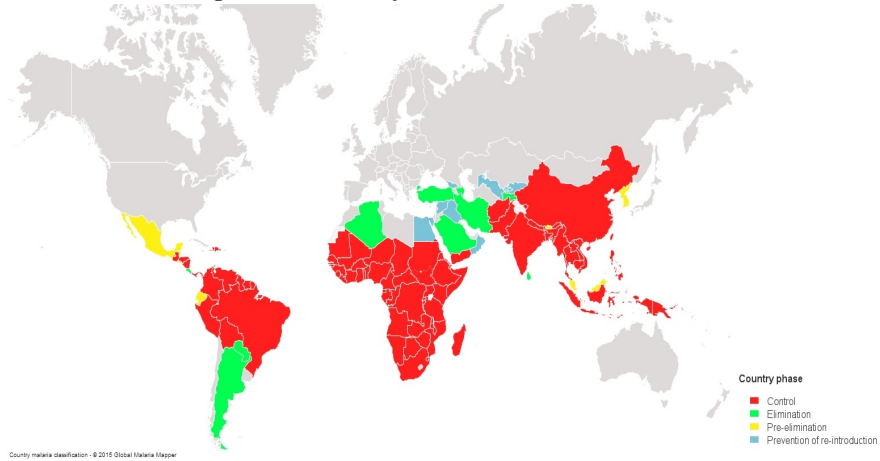 Country phase
Control
Elimination
Pre-elimination
Prevention of re-introduction
Country malaria classification - © 2015 Global Malaria Mapper